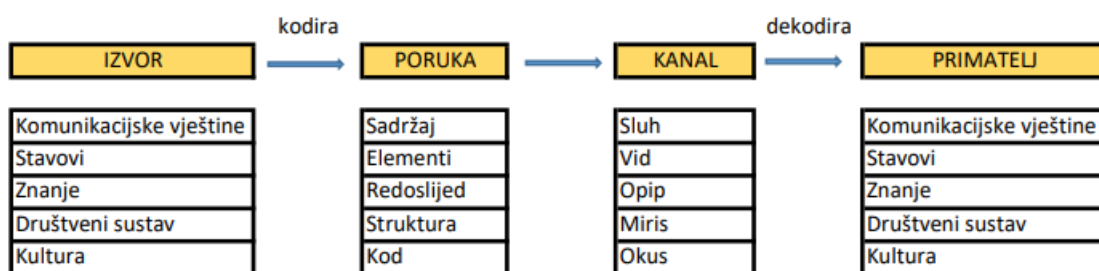 kodira
dekodira
IZVOR
PORUKA
KANAL
PRIMATELJ
Komunikacijske vještine
Stavovi
Znanje
Društveni sustav
Kultura
Sadržaj
Elementi
Redoslijed
Struktura
Kod
Sluh
Vid
Opip
Miris
Okus
Komunikacijske vještine
Stavovi
Znanje
Društveni sustav
Kultura